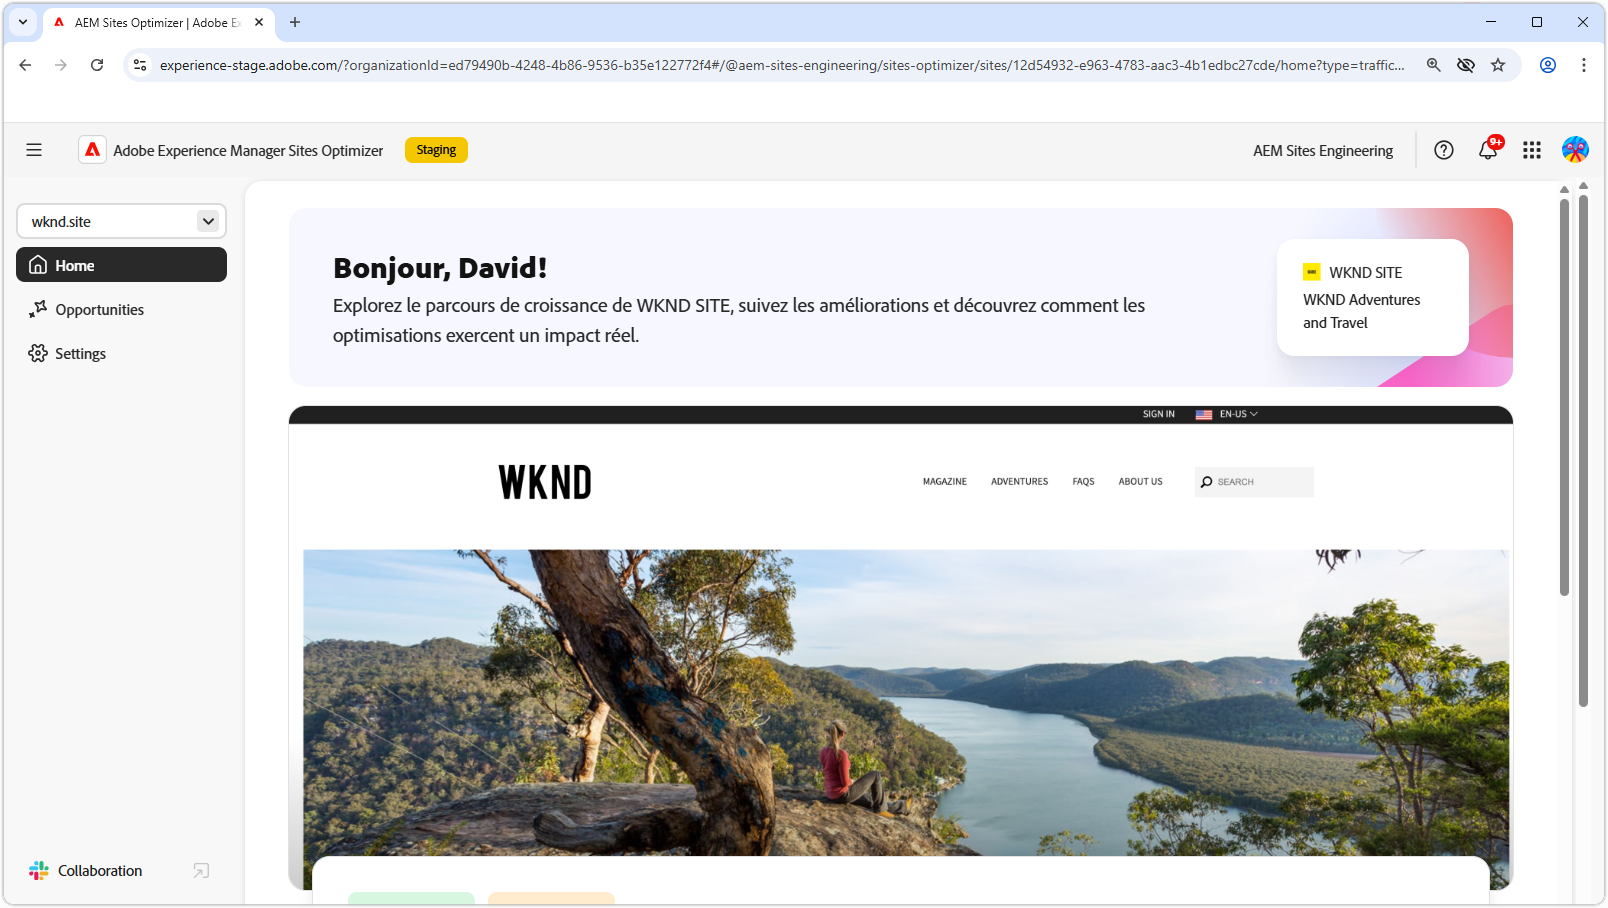 AEM Sites Optimizer | Adobe Ex
experience-stage.adobe.com/?organizationId=ed79490b-4248-4b86-9536-b35e122772f4#/@aem-sites-engineering/sites-optimizer/sites/12d54932-e963-4783-aac3-4b1edbc27cde/home?type=traffic...
Adobe Experience Manager Sites Optimizer
Staging
AEM Sites Engineering
9+
wknd.site
Home
Opportunities
Settings
Collaboration
Bonjour, David!
Explorez le parcours de croissance de WKND SITE, suivez les améliorations et découvrez comment les
optimisations exercent un impact réel.
WKND SITE
WKND Adventures
and Travel
SIGN IN
EN-US
WKND
MAGAZINE
ADVENTURES
FAQS
ABOUT US
SEARCH